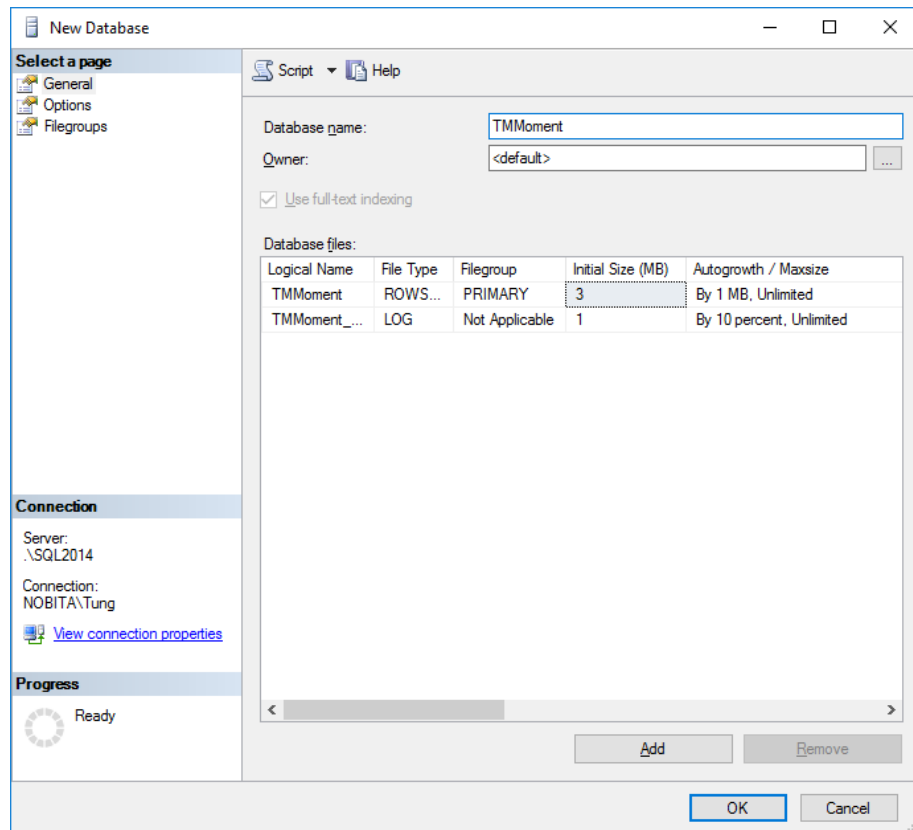 New Database
Select a page
General
Options
Filegroups
Script Help
Database name: TMMoment
Owner: <default> ...
Use full-text indexing
Database files:
Logical Name File Type Filegroup Initial Size (MB) Autogrowth / Maxsize
TMMoment ROWS... PRIMARY 3 By 1 MB, Unlimited
TMMoment_... LOG Not Applicable 1 By 10 percent, Unlimited
Connection
Server:
.\SQL2014
Connection:
NOBITA\Tung
View connection properties
Progress
Ready
Add Remove
OK Cancel